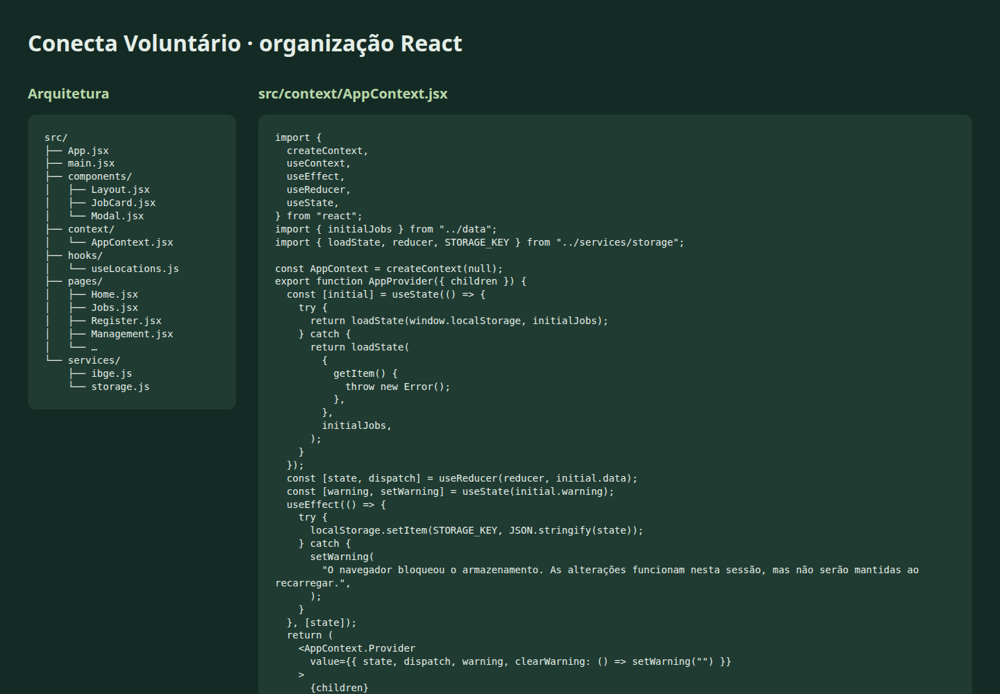 Conecta Voluntário · organização React
Arquitetura
src/
├── App.jsx
├── main.jsx
├── components/
│   ├── Layout.jsx
│   ├── JobCard.jsx
│   └── Modal.jsx
├── context/
│   └── AppContext.jsx
├── hooks/
│   └── useLocations.js
├── pages/
│   ├── Home.jsx
│   ├── Jobs.jsx
│   ├── Register.jsx
│   ├── Management.jsx
│   └── …
└── services/
    ├── ibge.js
    └── storage.js
src/context/AppContext.jsx
import {
  createContext,
  useContext,
  useEffect,
  useReducer,
  useState,
} from "react";
import { initialJobs } from "../data";
import { loadState, reducer, STORAGE_KEY } from "../services/storage";

const AppContext = createContext(null);
export function AppProvider({ children }) {
  const [initial] = useState(() => {
    try {
      return loadState(window.localStorage, initialJobs);
    } catch {
      return loadState(
        {
          getItem() {
            throw new Error();
          },
        },
        initialJobs,
      );
    }
  });
  const [state, dispatch] = useReducer(reducer, initial.data);
  const [warning, setWarning] = useState(initial.warning);
  useEffect(() => {
    try {
      localStorage.setItem(STORAGE_KEY, JSON.stringify(state));
    } catch {
      setWarning(
        "O navegador bloqueou o armazenamento. As alterações funcionam nesta sessão, mas não serão mantidas ao
recarregar.",
      );
    }
  }, [state]);
  return (
    <AppContext.Provider
      value={{ state, dispatch, warning, clearWarning: () => setWarning("") }}
    >
      {children}